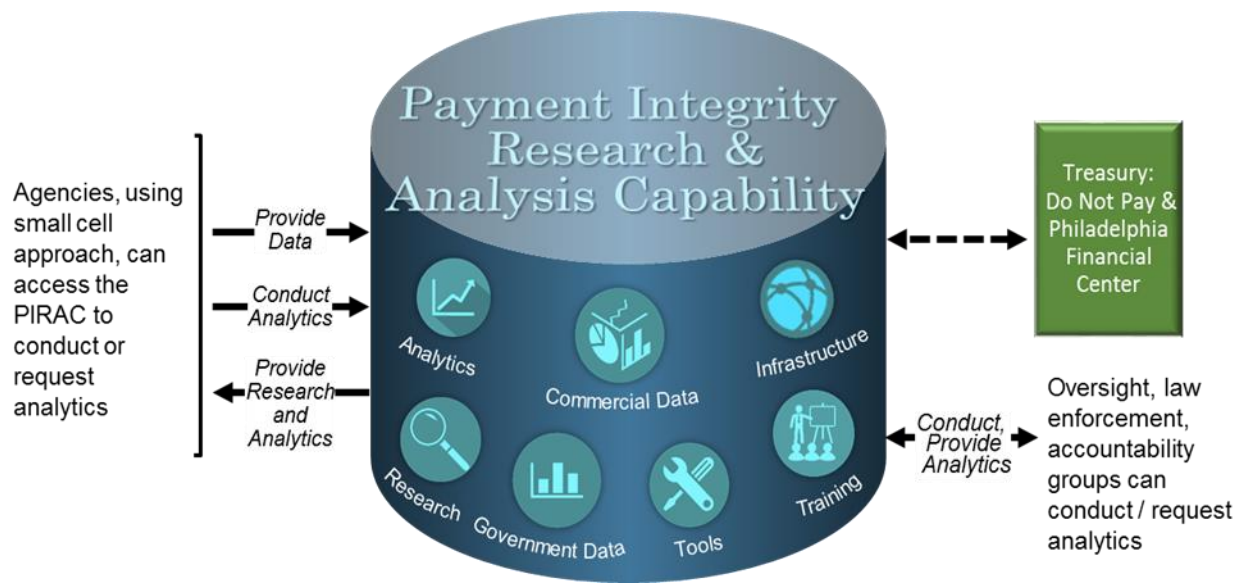 Payment Integrity
Research &
Analysis Capability
Agencies, using
small cell
approach, can
access the
PIRAC to
conduct or
request
analytics
Provide
Data
Conduct
Analytics
Provide
Research
and
Analytics
Analytics
Commercial Data
Infrastructure
Research
Government Data
Tools
Training
Treasury:
Do Not Pay &
Philadelphia
Financial
Center
Conduct,
Provide
Analytics
Oversight, law
enforcement,
accountability
groups can
conduct / request
analytics